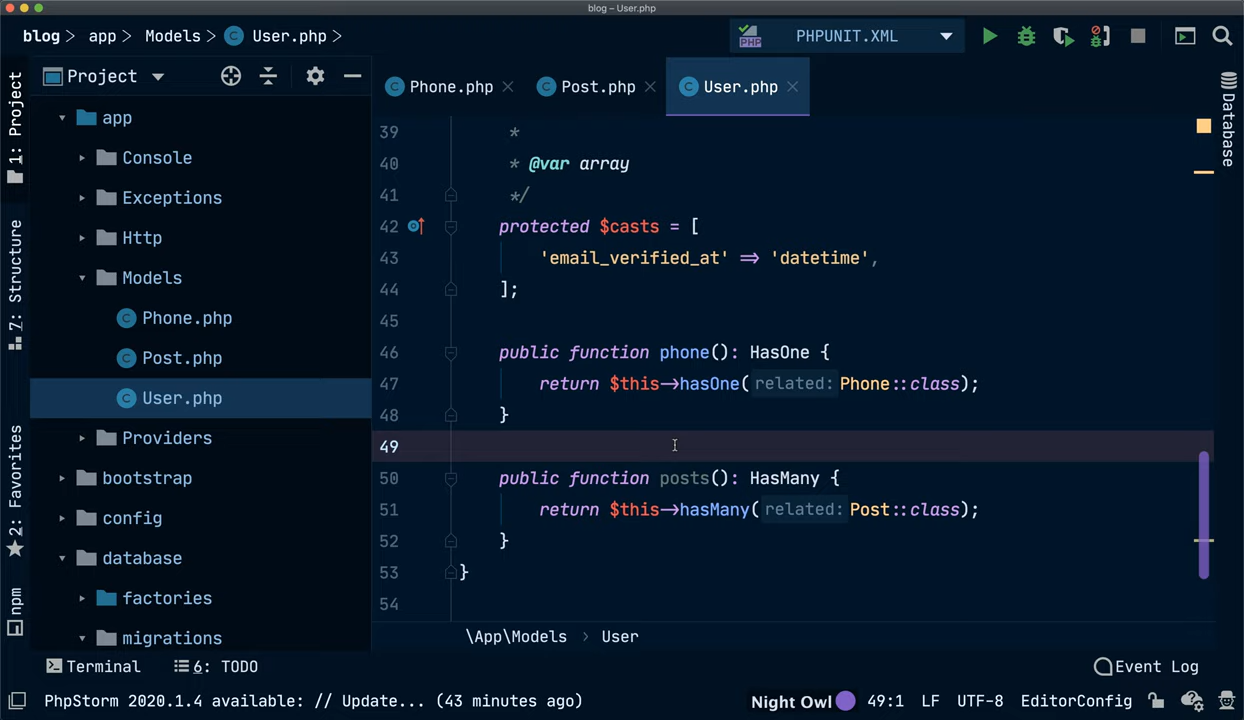 blog – User.php
blog > app > Models > User.php >
PHPUNIT.XML
1: Project
7: Structure
2: Favorites
npm
Project
app
Console
Exceptions
Http
Models
Phone.php
Post.php
User.php
Providers
bootstrap
config
database
factories
migrations
Phone.php
Post.php
User.php
39 *
40 * @var array
41 */
42 protected $casts = [
43 'email_verified_at' => 'datetime',
44 ];
45
46 public function phone(): HasOne {
47 return $this->hasOne( related: Phone::class);
48 }
49
50 public function posts(): HasMany {
51 return $this->hasMany( related: Post::class);
52 }
53 }
54
\App\Models > User
Database
Terminal
6: TODO
Event Log
PhpStorm 2020.1.4 available: // Update... (43 minutes ago)
Night Owl
49:1
LF
UTF-8
EditorConfig